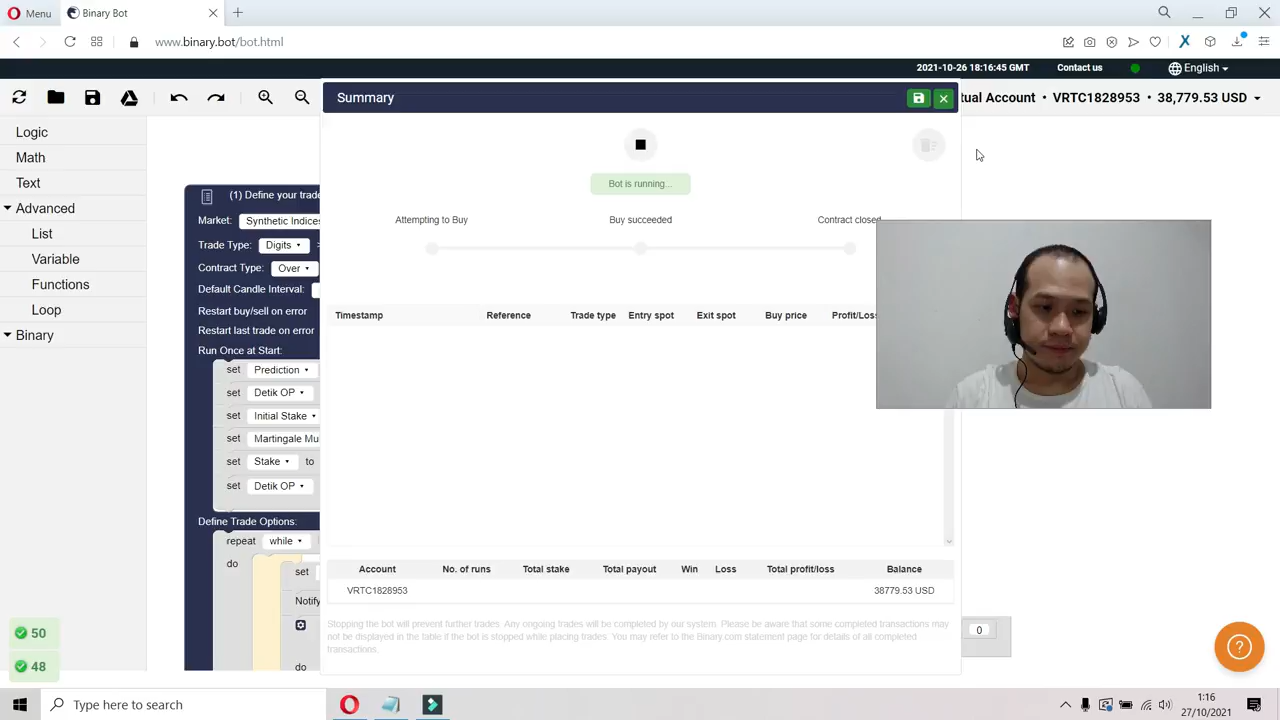 Menu
Binary Bot
www.binary.bot/bot.html
2021-10-26 18:16:45 GMT
Contact us
English
Summary
tual Account • VRTC1828953 • 38,779.53 USD
Logic
Math
Text
Advanced
List
Variable
Functions
Loop
Binary
(1) Define your trade
Market: Synthetic Indices
Trade Type: Digits >
Contract Type: Over
Default Candle Interval:
Restart buy/sell on error
Restart last trade on error
Run Once at Start:
set Prediction
set Detik OP
set Initial Stake
set Martingale Mu
set Stake to
set Detik OP
Define Trade Options:
repeat while
do
set
Notify
do
50
48
Bot is running...
Attempting to Buy
Buy succeeded
Contract closed
Timestamp Reference Trade type Entry spot Exit spot Buy price Profit/Loss
Account No. of runs Total stake Total payout Win Loss Total profit/loss Balance
VRTC1828953 38779.53 USD
Stopping the bot will prevent further trades. Any ongoing trades will be completed by our system. Please be aware that some completed transactions may
not be displayed in the table if the bot is stopped while placing trades. You may refer to the Binary.com statement page for details of all completed
transactions.
0
?
Type here to search
1:16
27/10/2021